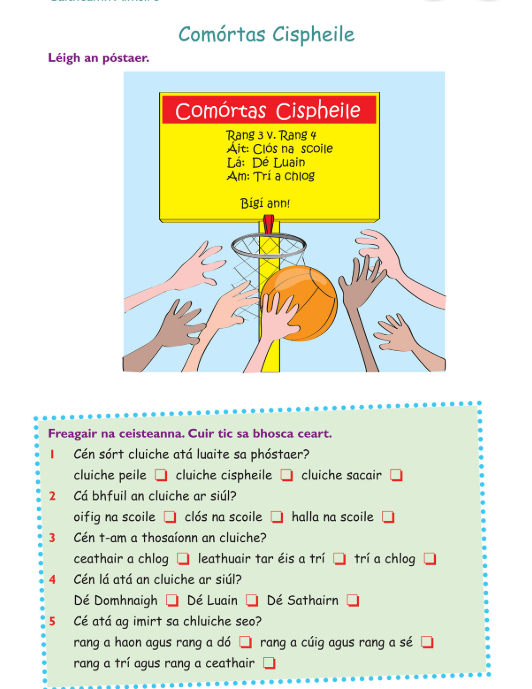 Comórtas Cispheile
Léigh an póstaer.
Comórtas Cispheile
Rang 3 v. Rang 4
Áit: Clós na scoile
Lá: Dé Luain
Am: Trí a chlog
Bígí ann!
Freagair na ceisteanna. Cuir tic sa bhosca ceart.
1 Cén sórt cluiche atá luaite sa phóstaer?
cluiche peile cluiche cispheile cluiche sacair
2 Cá bhfuil an cluiche ar siúl?
oifig na scoile clós na scoile halla na scoile
3 Cén t-am a thosaíonn an cluiche?
ceathair a chlog leathuair tar éis a trí trí a chlog
4 Cén lá atá an cluiche ar siúl?
Dé Domhnaigh Dé Luain Dé Sathairn
5 Cé atá ag imirt sa chluiche seo?
rang a haon agus rang a dó rang a cúig agus rang a sé
rang a trí agus rang a ceathair